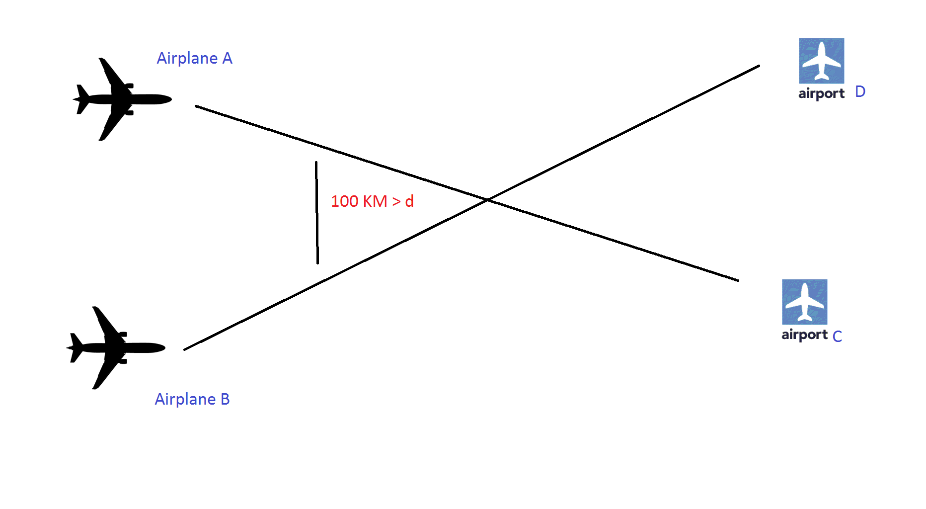 Airplane A
airport D
100 KM > d
airport C
Airplane B